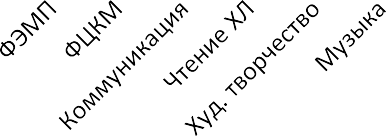 ФЭМП
ФЦКМ
Коммуникация
Чтение ХЛ
Худ. творчество
Музыка